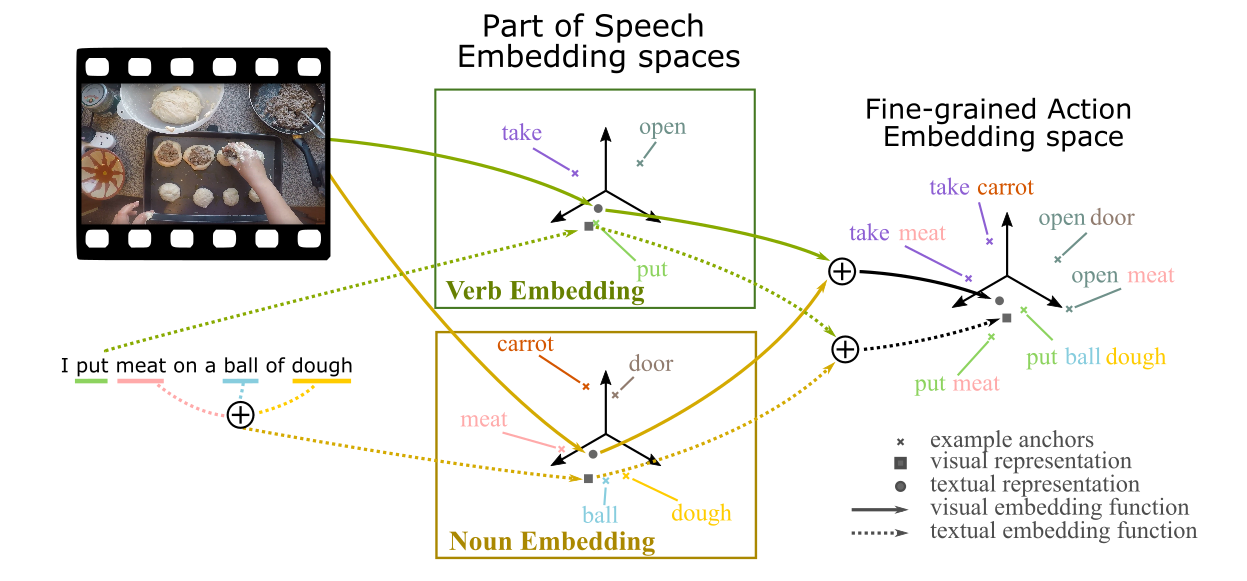 Part of Speech
Embedding spaces
take
open
put
Verb Embedding
Fine-grained Action
Embedding space
take carrot
open door
take meat
open meat
put ball dough
put meat
I put meat on a ball of dough
carrot
door
meat
ball
dough
Noun Embedding
example anchors
visual representation
textual representation
visual embedding function
textual embedding function